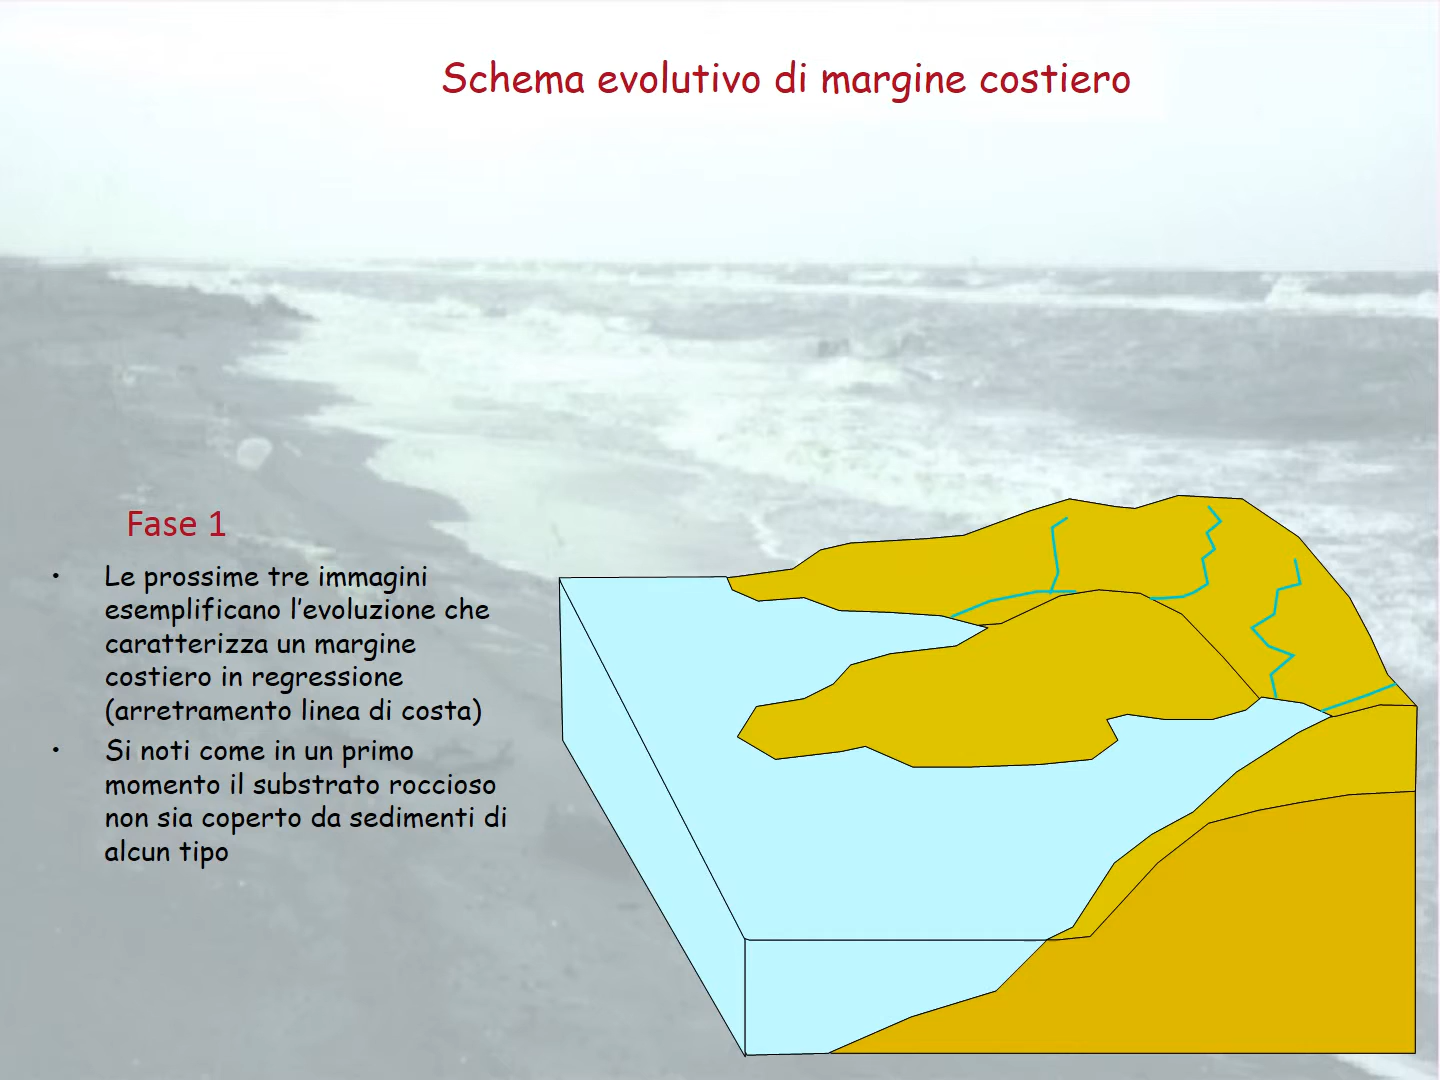 Schema evolutivo di margine costiero
Fase 1
• Le prossime tre immagini
esemplificano l'evoluzione che
caratterizza un margine
costiero in regressione
(arretramento linea di costa)
• Si noti come in un primo
momento il substrato roccioso
non sia coperto da sedimenti di
alcun tipo